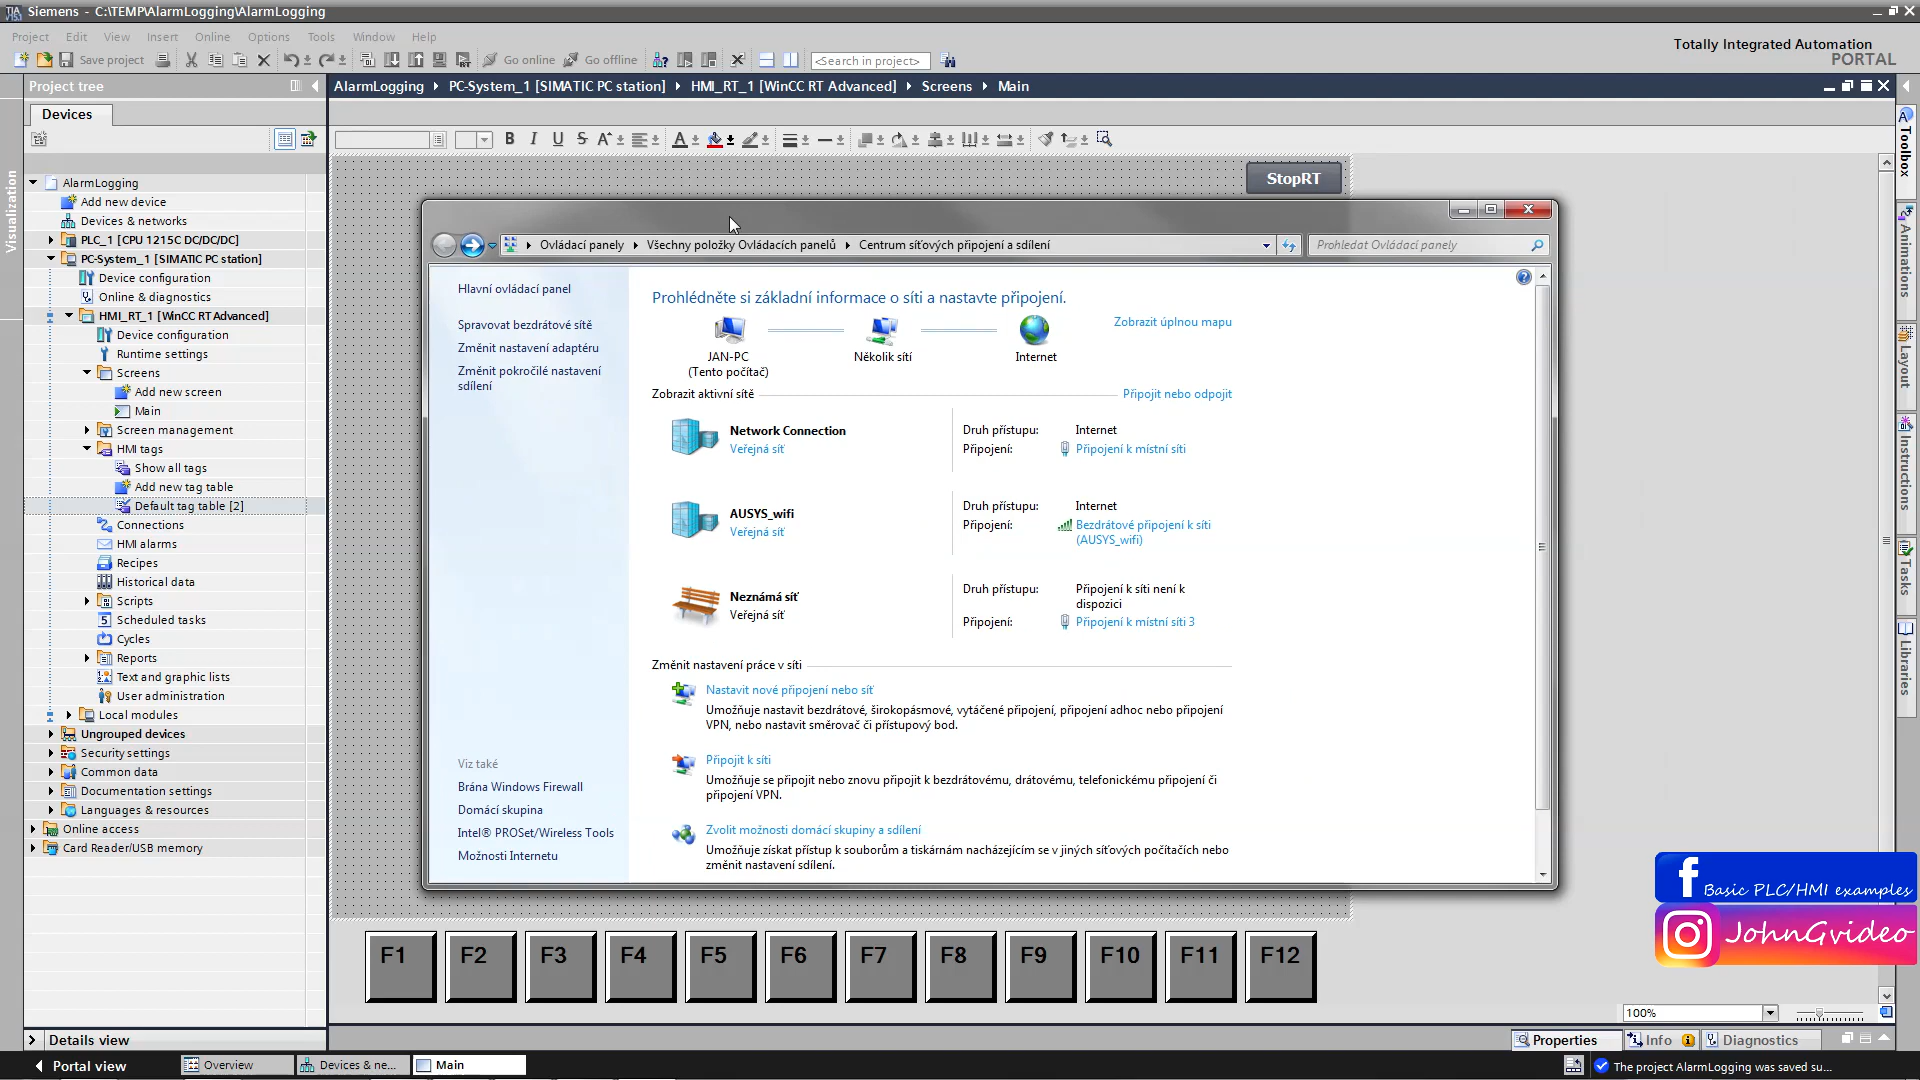 Siemens - C:\TEMP\AlarmLogging\AlarmLogging
Project Edit View Insert Online Options Tools Window Help
Totally Integrated Automation
PORTAL
Save project
Go online
Go offline
<Search in project>
Project tree
AlarmLogging PC-System_1 [SIMATIC PC station] HMI_RT_1 [WinCC RT Advanced] Screens Main
Devices
Visualization
AlarmLogging
Add new device
Devices & networks
PLC_1 [CPU 1215C DC/DC/DC]
PC-System_1 [SIMATIC PC station]
Device configuration
Online & diagnostics
HMI_RT_1 [WinCC RT Advanced]
Device configuration
Runtime settings
Screens
Add new screen
Main
Screen management
HMI tags
Show all tags
Add new tag table
Default tag table [2]
Connections
HMI alarms
Recipes
Historical data
Scripts
Scheduled tasks
Cycles
Reports
Text and graphic lists
User administration
Local modules
Ungrouped devices
Security settings
Common data
Documentation settings
Languages & resources
Online access
Card Reader/USB memory
Details view
B I U S A
StopRT
Ovládací panely Všechny položky Ovládacích panelů Centrum síťových připojení a sdílení
Prohledat Ovládací panely
Hlavní ovládací panel
Spravovat bezdrátové sítě
Změnit nastavení adaptéru
Změnit pokročilé nastavení
sdílení
Viz také
Brána Windows Firewall
Domácí skupina
Intel® PROSet/Wireless Tools
Možnosti Internetu
Prohlédněte si základní informace o síti a nastavte připojení.
Zobrazit úplnou mapu
JAN-PC
(Tento počítač)
Několik sítí
Internet
Zobrazit aktivní sítě
Připojit nebo odpojit
Network Connection
Veřejná síť
Druh přístupu: Internet
Připojení: Připojení k místní síti
AUSYS_wifi
Veřejná síť
Druh přístupu: Internet
Připojení: Bezdrátové připojení k síti
(AUSYS_wifi)
Neznámá síť
Veřejná síť
Druh přístupu: Připojení k síti není k
dispozici
Připojení: Připojení k místní síti 3
Změnit nastavení práce v síti
Nastavit nové připojení nebo síť
Umožňuje nastavit bezdrátové, širokopásmové, vytáčené připojení, připojení adhoc nebo připojení
VPN, nebo nastavit směrovač či přístupový bod.
Připojit k síti
Umožňuje se připojit nebo znovu připojit k bezdrátovému, drátovému, telefonickému připojení či
připojení VPN.
Zvolit možnosti domácí skupiny a sdílení
Umožňuje získat přístup k souborům a tiskárnám nacházejícím se v jiných síťových počítačích nebo
změnit nastavení sdílení.
F1 F2 F3 F4 F5 F6 F7 F8 F9 F10 F11 F12
Toolbox
Animations
Layout
Instructions
Tasks
Libraries
Basic PLC/HMI examples
JohnGvideo
100%
Properties
Info
Diagnostics
Portal view
Overview
Devices & ne...
Main
The project AlarmLogging was saved su...